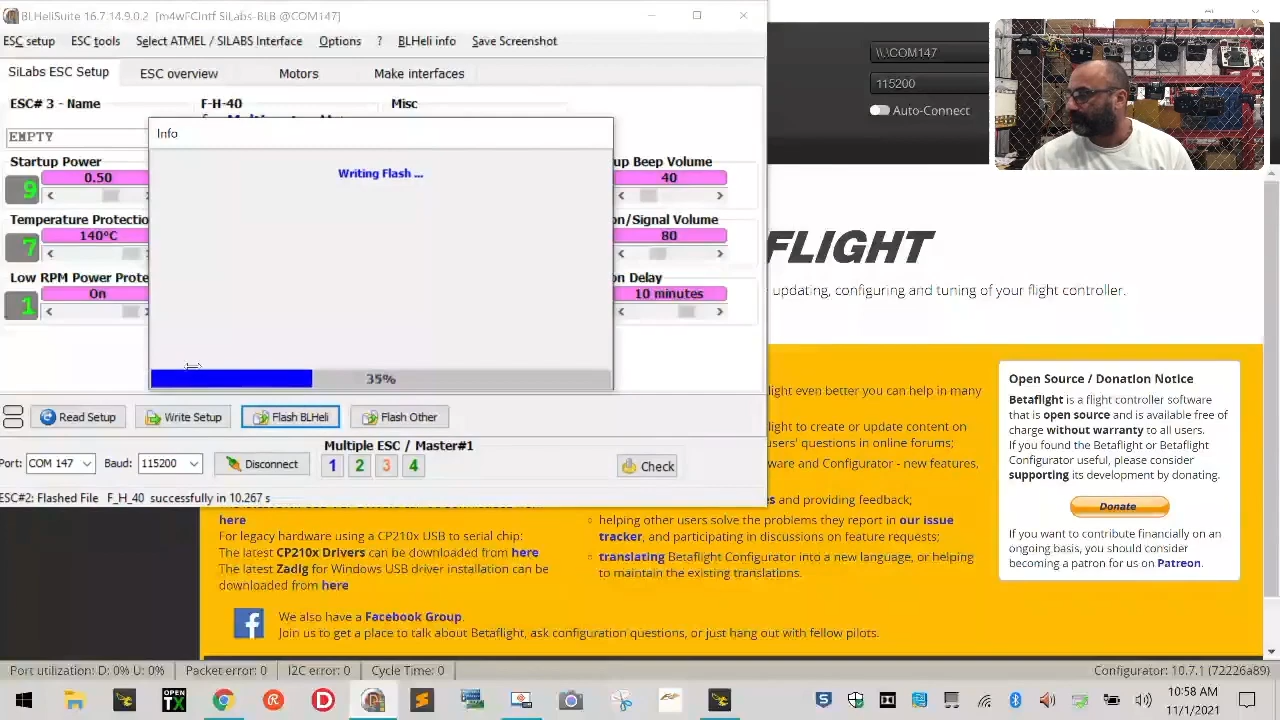 BLHeliSuite 16.7.14.9.0.2 [m4wFCIntf SiLabs-BLB @COM147]
ESC setup ESC tools Select ATMEL / SILABS Interface Options BLHeli info Save Screenshot
SiLabs ESC Setup ESC overview Motors Make interfaces
ESC# 3 - Name F-H-40 Misc
EMPTY
Info
Writing Flash ...
35%
Startup Power up Beep Volume
9 0.50 40
Temperature Protectio on/Signal Volume
7 140°C 80
Low RPM Power Prote on Delay
1 On 10 minutes
Read Setup Write Setup Flash BLHeli Flash Other
Multiple ESC / Master#1
Port: COM 147 Baud: 115200 Disconnect 1 2 3 4 Check
ESC#2: Flashed File F_H_40 successfully in 10.267 s
\\.\COM147
115200
Auto-Connect
FLIGHT
updating, configuring and tuning of your flight controller.
light even better you can help in many
light to create or update content on
users' questions in online forums;
ware and Configurator - new features,
s and providing feedback;
helping other users solve the problems they report in our issue
tracker, and participating in discussions on feature requests;
translating Betaflight Configurator into a new language, or helping
to maintain the existing translations.
here
For legacy hardware using a CP210x USB to serial chip:
The latest CP210x Drivers can be downloaded from here
The latest Zadig for Windows USB driver installation can be
downloaded from here
We also have a Facebook Group.
Join us to get a place to talk about Betaflight, ask configuration questions, or just hang out with fellow pilots.
Open Source / Donation Notice
Betaflight is a flight controller software
that is open source and is available free of
charge without warranty to all users.
If you found the Betaflight or Betaflight
Configurator useful, please consider
supporting its development by donating.
Donate
If you want to contribute financially on an
ongoing basis, you should consider
becoming a patron for us on Patreon.
Port utilization: D: 0% U: 0% Packet error: 0 I2C error: 0 Cycle Time: 0 Configurator: 10.7.1 (72226a89)
OPEN
TX
10:58 AM
11/1/2021